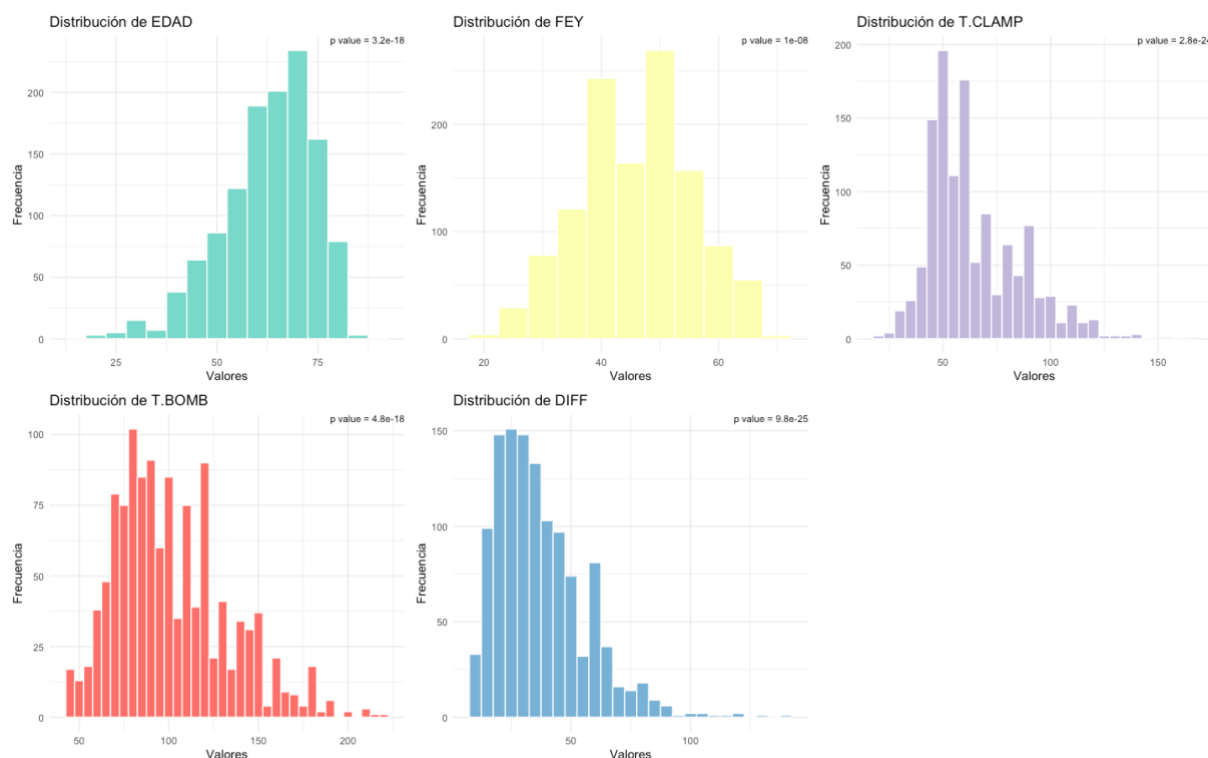 Distribución de EDAD
p value = 3.2e-18
Frecuencia
200
150
100
50
0
25
50
75
Valores
Distribución de FEY
p value = 1e-08
Frecuencia
200
100
0
20
40
60
Valores
Distribución de T.CLAMP
p value = 2.8e-24
Frecuencia
200
150
100
50
0
50
100
150
Valores
Distribución de T.BOMB
p value = 4.8e-18
Frecuencia
100
75
50
25
0
50
100
150
200
Valores
Distribución de DIFF
p value = 9.8e-25
Frecuencia
150
100
50
0
50
100
Valores